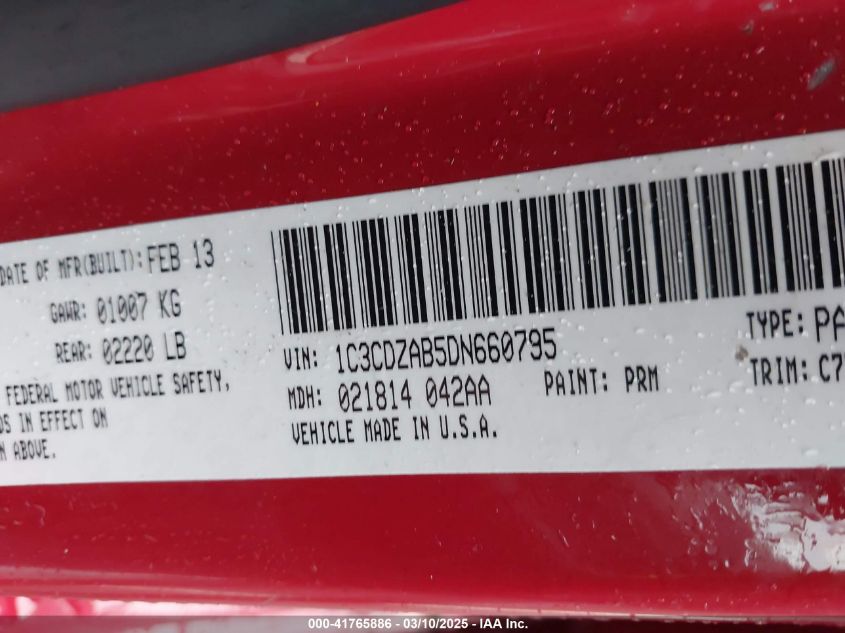 DATE OF MFR(BUILT): FEB 13
GAWR: 01007 KG
REAR: 02220 LB
FEDERAL MOTOR VEHICLE SAFETY,
IN EFFECT ON
ABOVE.
VIN: 1C3CDZAB5DN660795
MDH: 021814 042AA
VEHICLE MADE IN U.S.A.
PAINT: PRM
TYPE: PA
TRIM: C7
000-41765886 - 03/10/2025 - IAA Inc.